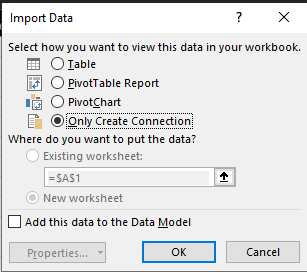 Import Data
Select how you want to view this data in your workbook.
Table
PivotTable Report
PivotChart
Only Create Connection
Where do you want to put the data?
Existing worksheet:
=$A$1
New worksheet
Add this data to the Data Model
Properties...
OK
Cancel